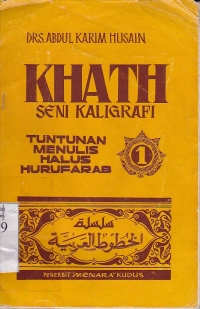 DRS. ABDUL KARIM HUSAIN
KHATH
SENI KALIGRAFI
TUNTUNAN
MENULIS
HALUS
HURUF ARAB
1
سلسلة
الخطوط العربية
PENERBIT "MENARA" KUDUS
9